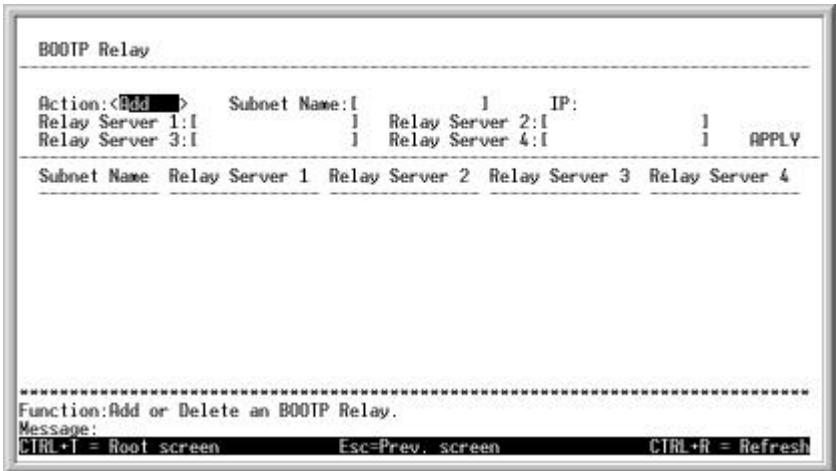 BOOTP Relay
Action:<Add    > Subnet Name:[             ] IP:
Relay Server 1:[               ] Relay Server 2:[               ]
Relay Server 3:[               ] Relay Server 4:[               ] APPLY
Subnet Name Relay Server 1 Relay Server 2 Relay Server 3 Relay Server 4
Function:Add or Delete an BOOTP Relay.
Message:
CTRL+T = Root screen Esc=Prev. screen CTRL+R = Refresh